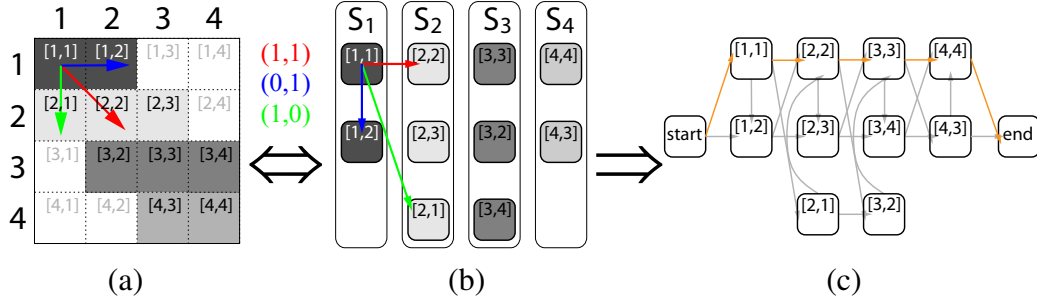 1 2 3 4
1 [1,1] [1,2] [1,3] [1,4]
2 [2,1] [2,2] [2,3] [2,4]
3 [3,1] [3,2] [3,3] [3,4]
4 [4,1] [4,2] [4,3] [4,4]
(a)
(1,1)
(0,1)
(1,0)
S1 S2 S3 S4
[1,1] [2,2] [3,3] [4,4]
[1,2] [2,3] [3,2] [4,3]
[2,1] [3,4]
(b)
[1,1] [2,2] [3,3] [4,4]
start [1,2] [2,3] [3,4] [4,3] end
[2,1] [3,2]
(c)